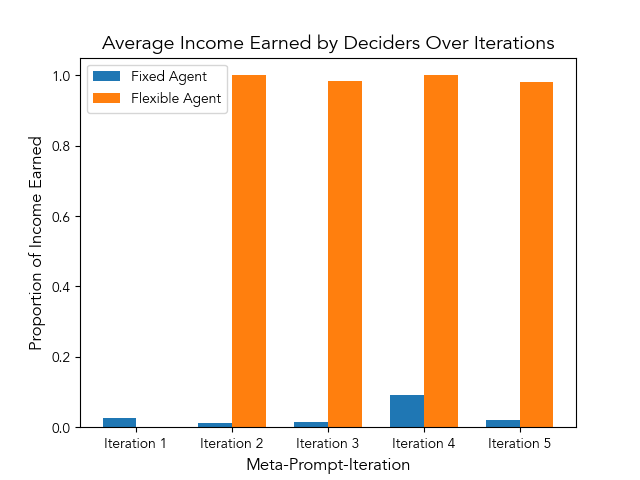 Average Income Earned by Deciders Over Iterations
Fixed Agent
Flexible Agent
Proportion of Income Earned
1.0
0.8
0.6
0.4
0.2
0.0
Iteration 1
Iteration 2
Iteration 3
Iteration 4
Iteration 5
Meta-Prompt-Iteration